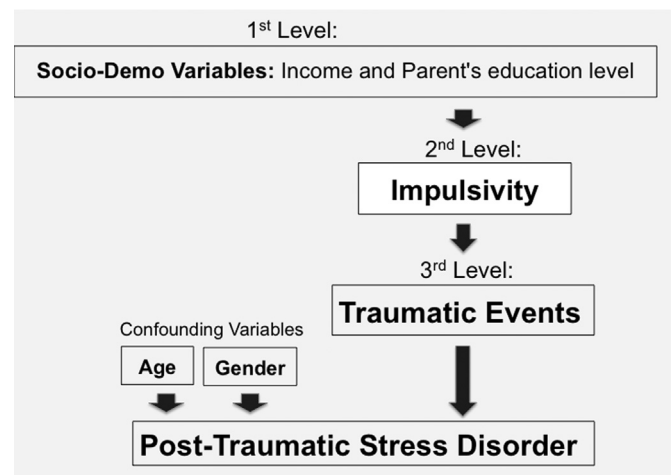 1st Level:
Socio-Demo Variables: Income and Parent's education level
2nd Level:
Impulsivity
3rd Level:
Traumatic Events
Confounding Variables
Age Gender
Post-Traumatic Stress Disorder